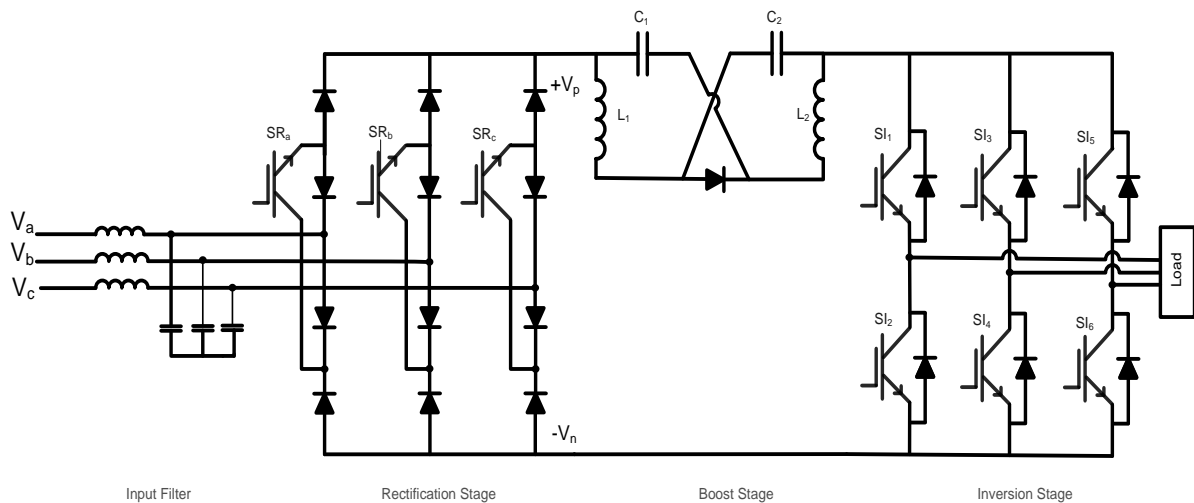 C1
C2
+Vp
L1
L2
SRa
SRb
SRc
SI1
SI3
SI5
Va
Vb
Vc
Load
SI2
SI4
SI6
-Vn
Input Filter
Rectification Stage
Boost Stage
Inversion Stage